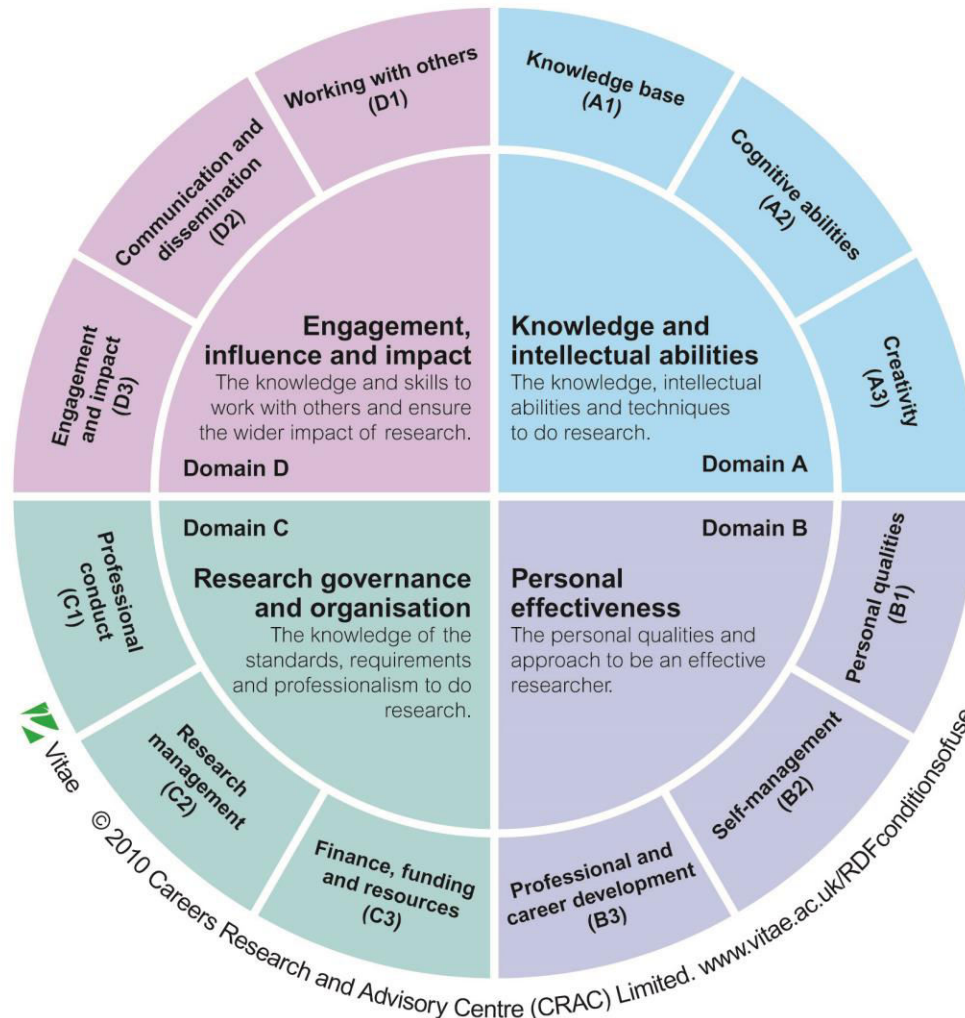 Working with others
(D1)
Knowledge base
(A1)
Communication and
dissemination
(D2)
Cognitive abilities
(A2)
Engagement
and impact
(D3)
Creativity
(A3)
Engagement,
influence and impact
The knowledge and skills to
work with others and ensure
the wider impact of research.
Domain D
Knowledge and
intellectual abilities
The knowledge, intellectual
abilities and techniques
to do research.
Domain A
Domain C
Research governance
and organisation
The knowledge of the
standards, requirements
and professionalism to do
research.
Domain B
Personal
effectiveness
The personal qualities and
approach to be an effective
researcher.
Professional
conduct
(C1)
Personal qualities
(B1)
Research
management
(C2)
Self-management
(B2)
Finance, funding
and resources
(C3)
Professional and
career development
(B3)
Vitae © 2010 Careers Research and Advisory Centre (CRAC) Limited. www.vitae.ac.uk/RDFconditionsofuse